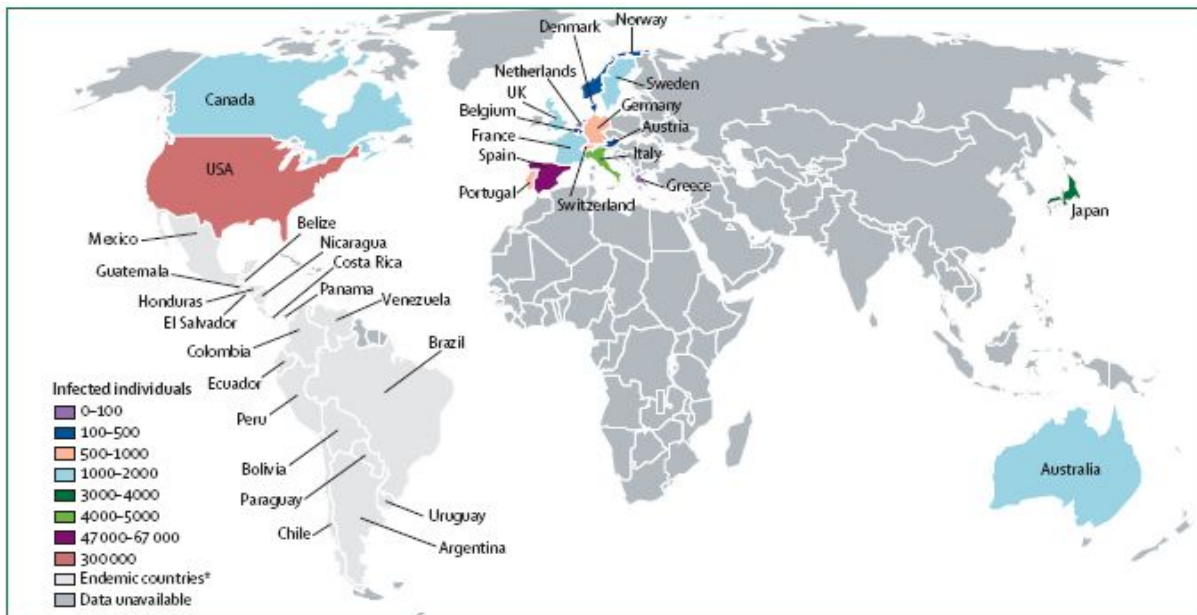 Norway
Denmark
Netherlands
Sweden
UK
Canada
Germany
Belgium
Austria
France
USA
Spain
Italy
Portugal
Greece
Switzerland
Japan
Belize
Mexico
Nicaragua
Guatemala
Costa Rica
Honduras
Panama
Venezuela
El Salvador
Colombia
Brazil
Ecuador
Infected individuals
0–100
Peru
100–500
500–1000
Bolivia
1000–2000
Australia
3000–4000
Paraguay
4000–5000
Uruguay
47 000–67 000
Chile
Argentina
300 000
Endemic countries*
Data unavailable